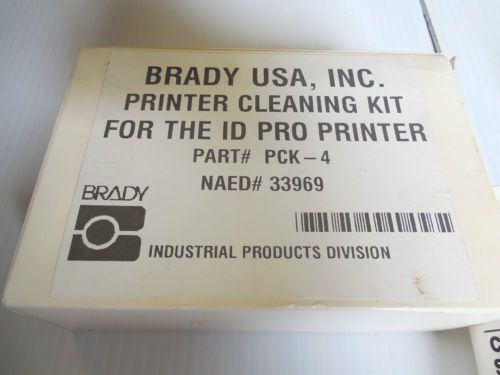 BRADY USA, INC.
PRINTER CLEANING KIT
FOR THE ID PRO PRINTER
PART# PCK-4
NAED# 33969
BRADY
INDUSTRIAL PRODUCTS DIVISION